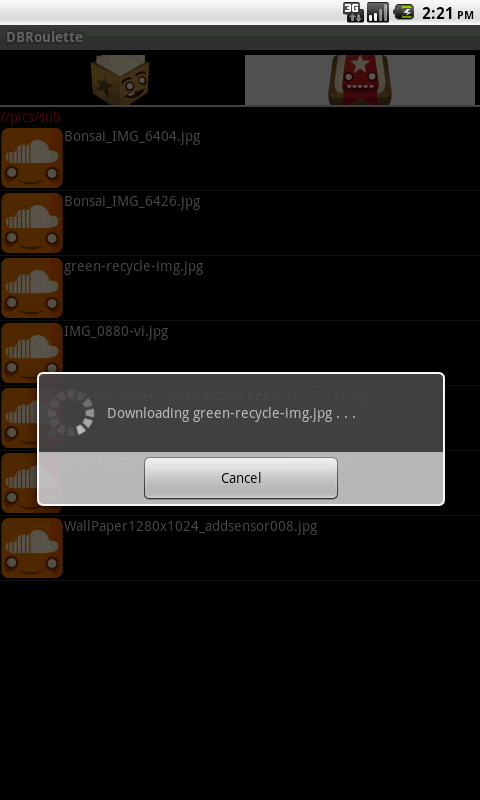 3G
2:21 PM
DBRoulette
//pics/sub
Bonsai_IMG_6404.jpg
Bonsai_IMG_6426.jpg
green-recycle-img.jpg
IMG_0880-vi.jpg
Downloading green-recycle-img.jpg . . .
Cancel
WallPaper1280x1024_addsensor008.jpg